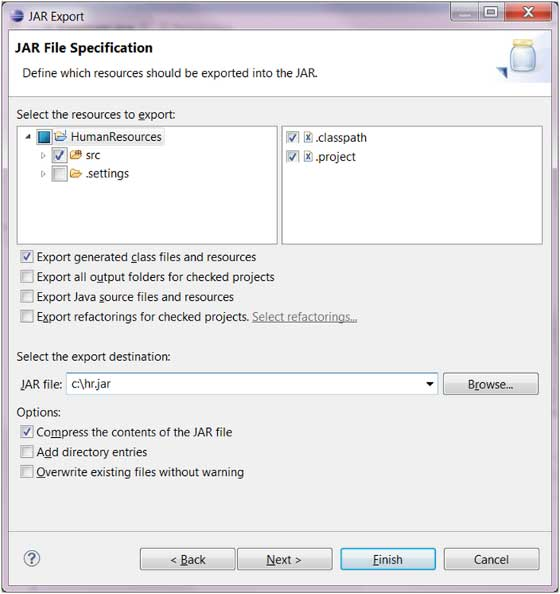 JAR Export
JAR File Specification
Define which resources should be exported into the JAR.
Select the resources to export:
HumanResources
src
.settings
.classpath
.project
Export generated class files and resources
Export all output folders for checked projects
Export Java source files and resources
Export refactorings for checked projects. Select refactorings...
Select the export destination:
JAR file: c:\hr.jar Browse...
Options:
Compress the contents of the JAR file
Add directory entries
Overwrite existing files without warning
? < Back Next > Finish Cancel